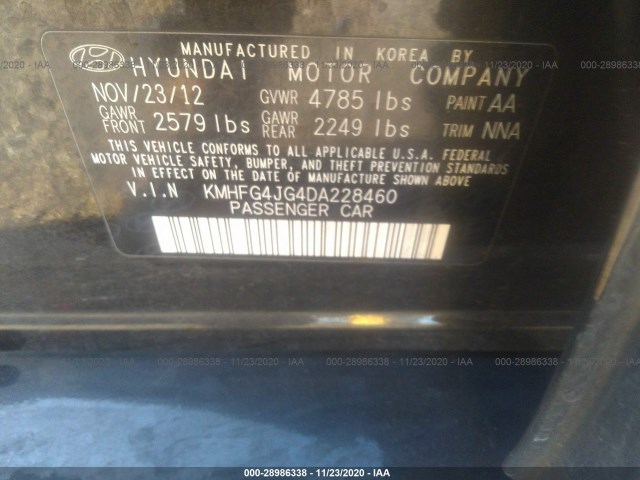 MANUFACTURED IN KOREA BY
HYUNDAI MOTOR COMPANY
NOV/23/12 GVWR 4785 lbs PAINT AA
GAWR FRONT 2579 lbs GAWR REAR 2249 lbs TRIM NNA
THIS VEHICLE CONFORMS TO ALL APPLICABLE U.S.A. FEDERAL
MOTOR VEHICLE SAFETY, BUMPER, AND THEFT PREVENTION STANDARDS
IN EFFECT ON THE DATE OF MANUFACTURE SHOWN ABOVE
V.I.N KMHFG4JG4DA228460
PASSENGER CAR
000-28986338 - 11/23/2020 - IAA